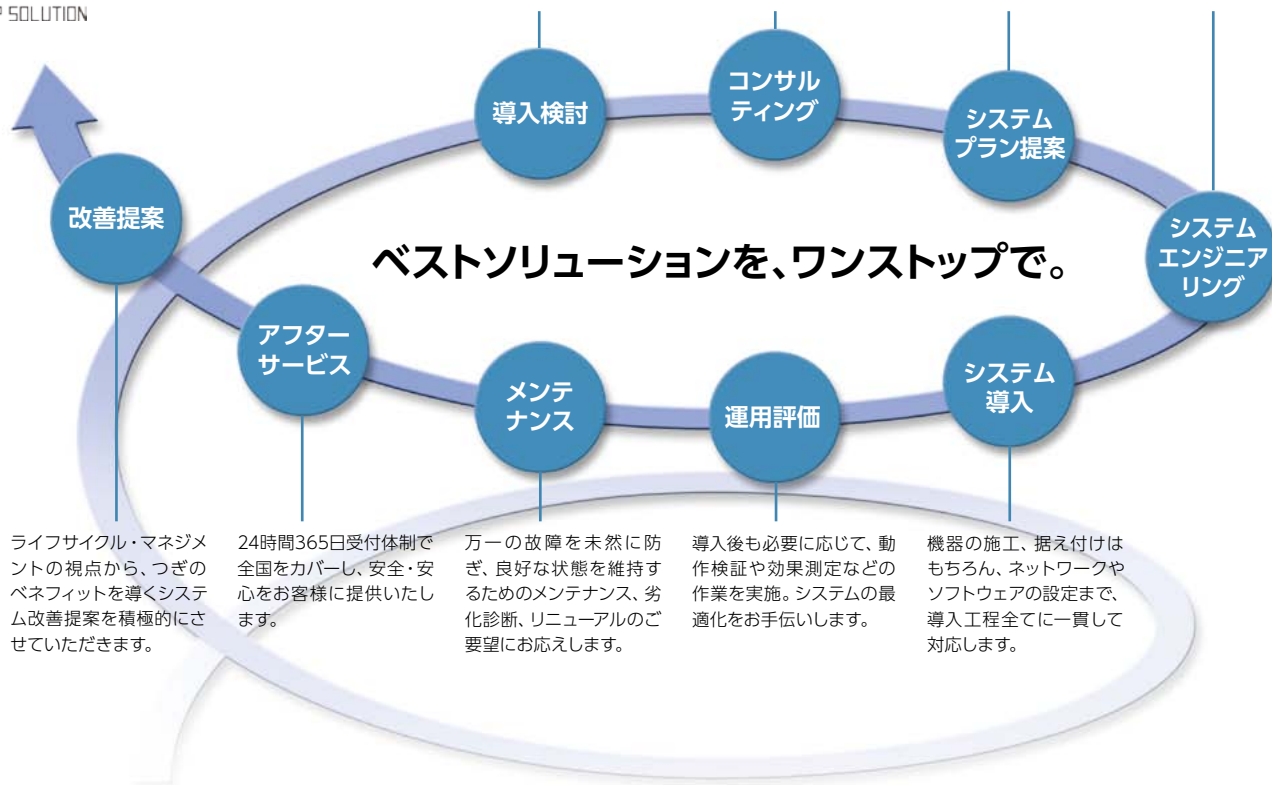 P SOLUTION
導入検討
コンサル
ティング
システム
プラン提案
システム
エンジニア
リング
改善提案
ベストソリューションを、ワンストップで。
アフター
サービス
メンテ
ナンス
運用評価
システム
導入
ライフサイクル・マネジメ
ントの視点から、つぎの
ベネフィットを導くシステ
ム改善提案を積極的にさ
せていただきます。
24時間365日受付体制で
全国をカバーし、安全・安
心をお客様に提供いたし
ます。
万一の故障を未然に防
ぎ、良好な状態を維持す
るためのメンテナンス、劣
化診断、リニューアルのご
要望にお応えします。
導入後も必要に応じて、動
作検証や効果測定などの
作業を実施。システムの最
適化をお手伝いします。
機器の施工、据え付けは
もちろん、ネットワークや
ソフトウェアの設定まで、
導入工程全てに一貫して
対応します。